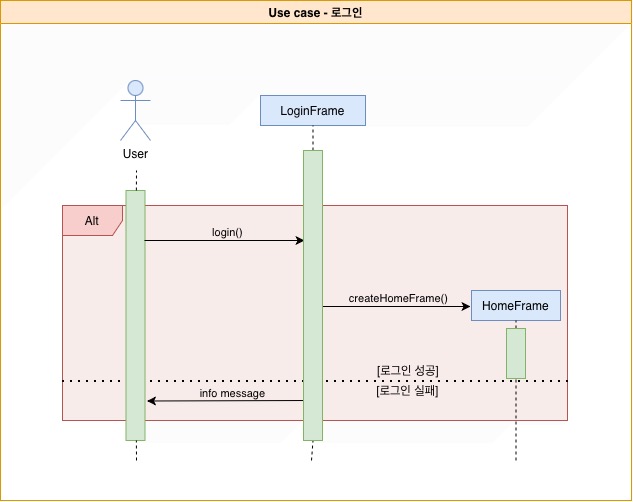 Use case - 로그인
User
LoginFrame
Alt
login()
createHomeFrame()
HomeFrame
[로그인 성공]
[로그인 실패]
info message